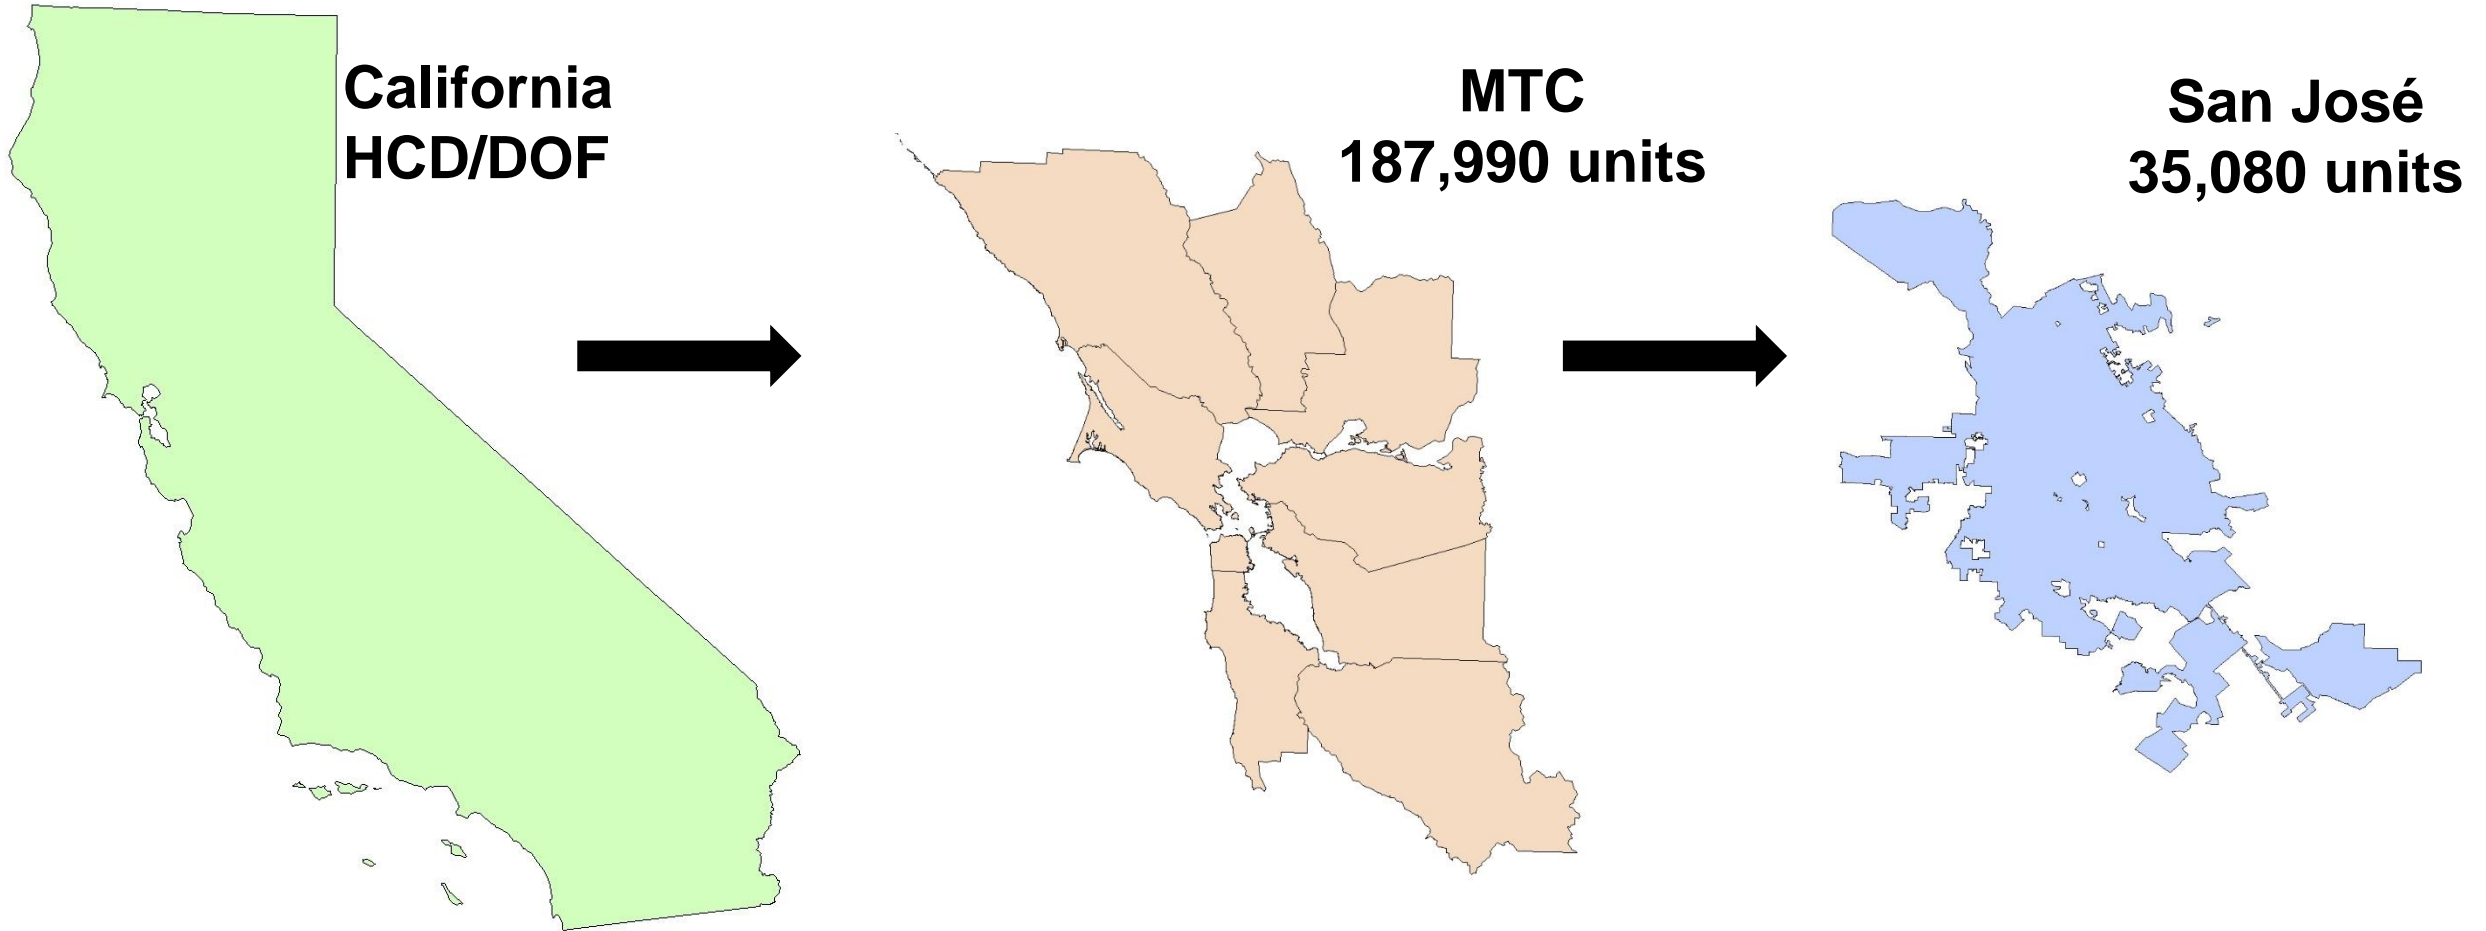 California
HCD/DOF
MTC
187,990 units
San José
35,080 units